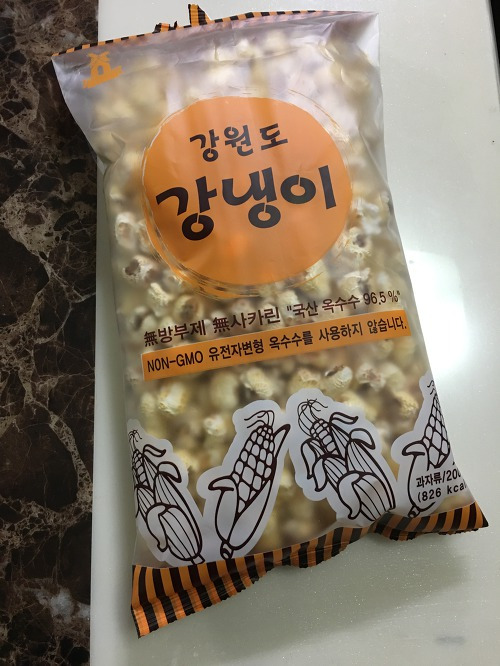 강원도
강냉이
無방부제 無사카린 "국산 옥수수 96.5%"
NON-GMO 유전자변형 옥수수를 사용하지 않습니다.
과자류/20
(826 kca